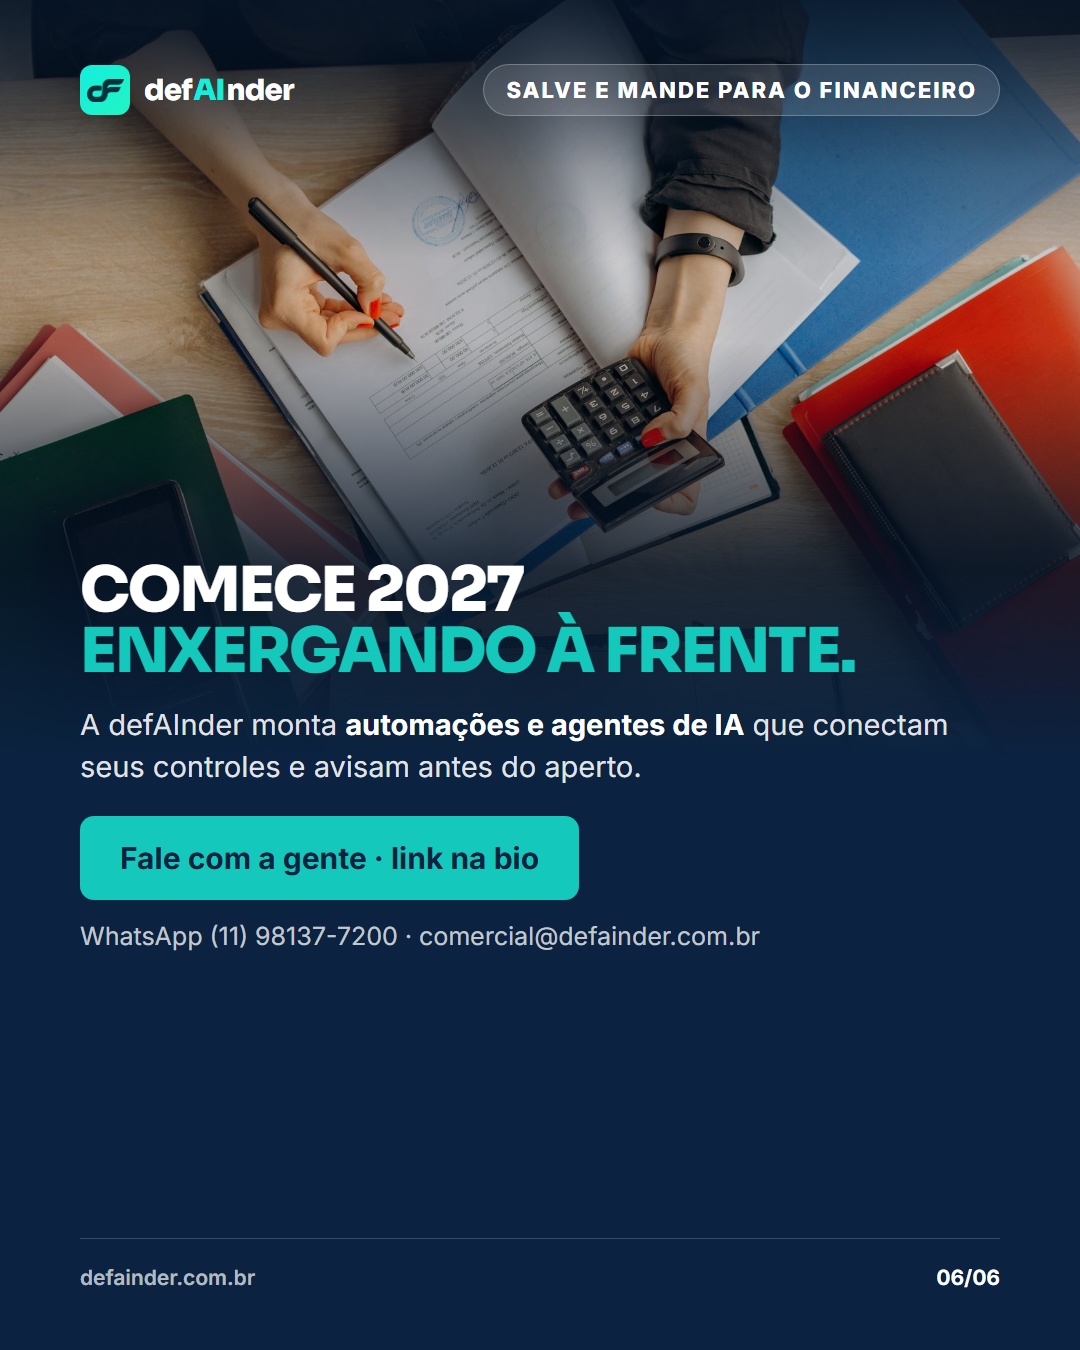 defAInder
SALVE E MANDE PARA O FINANCEIRO
COMECE 2027
ENXERGANDO À FRENTE.
A defAInder monta automações e agentes de IA que conectam
seus controles e avisam antes do aperto.
Fale com a gente · link na bio
WhatsApp (11) 98137-7200 · comercial@defainder.com.br
defainder.com.br
06/06